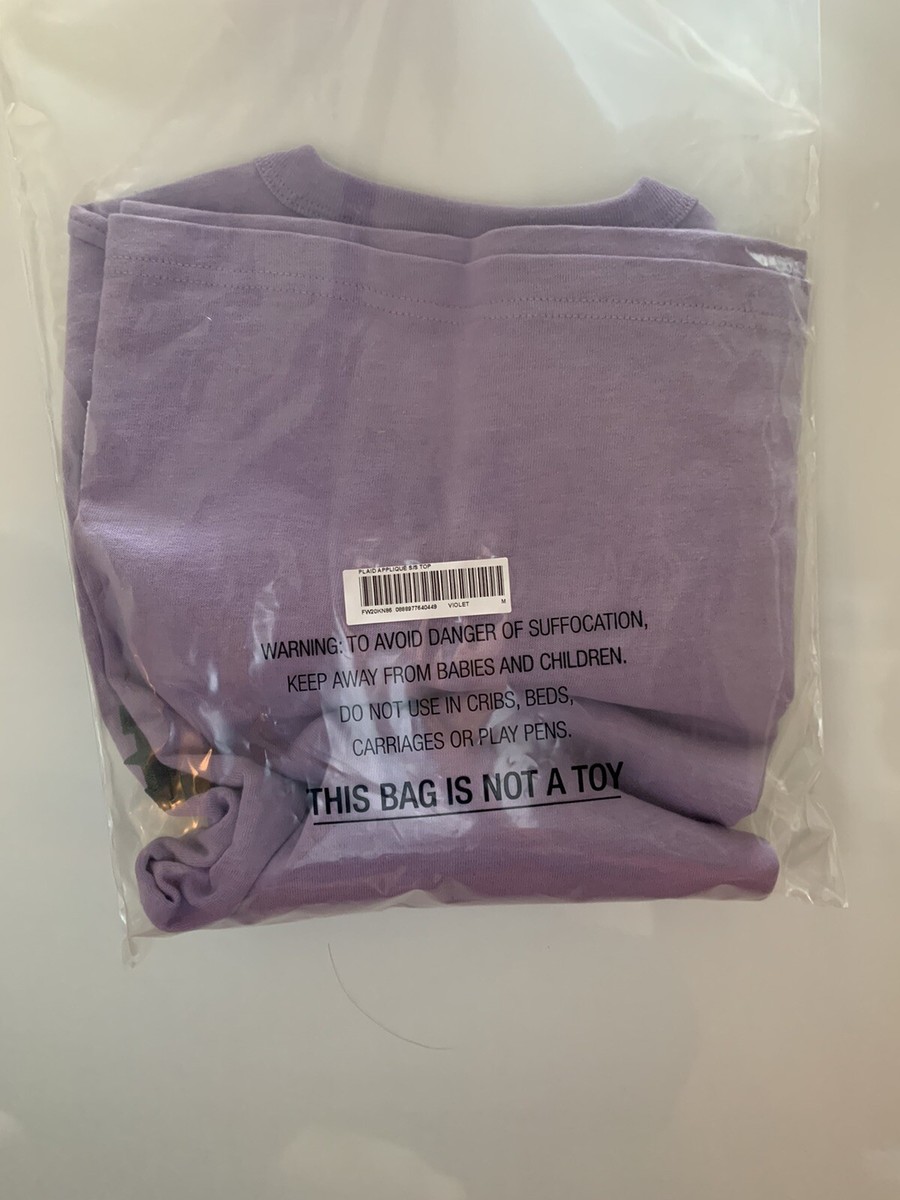 PLAID APPLIQUE S/S TOP
FW20KN86 0698977640449 VIOLET M
WARNING: TO AVOID DANGER OF SUFFOCATION,
KEEP AWAY FROM BABIES AND CHILDREN.
DO NOT USE IN CRIBS, BEDS,
CARRIAGES OR PLAY PENS.
THIS BAG IS NOT A TOY